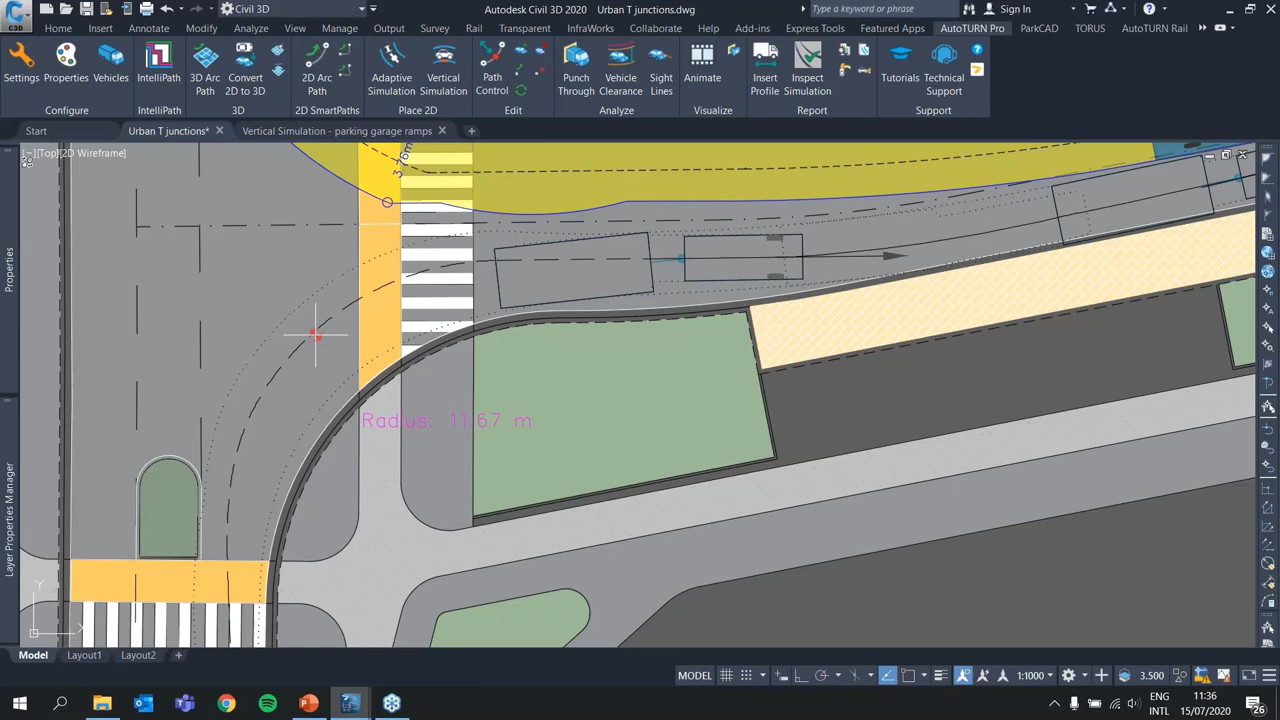 Civil 3D
Autodesk Civil 3D 2020 Urban T junctions.dwg
Type a keyword or phrase
Sign In
C3D
Home Insert Annotate Modify Analyze View Manage Output Survey Rail Transparent InfraWorks Collaborate Help Add-ins Express Tools Featured Apps AutoTURN Pro ParkCAD TORUS AutoTURN Rail
Settings Properties Vehicles IntelliPath 3D Arc Path Convert 2D to 3D 2D Arc Path Adaptive Simulation Vertical Simulation Path Control Punch Through Vehicle Clearance Sight Lines Animate Insert Profile Inspect Simulation Tutorials Technical Support
Configure IntelliPath 3D 2D SmartPaths Place 2D Edit Analyze Visualize Report Support
Start Urban T junctions* Vertical Simulation - parking garage ramps
[−][Top][2D Wireframe]
3.76m
Properties
Radius: 11.67 m
Layer Properties Manager
Y
X
Model Layout1 Layout2
MODEL 1:1000 3.500
ENG
INTL
11:36
15/07/2020
26